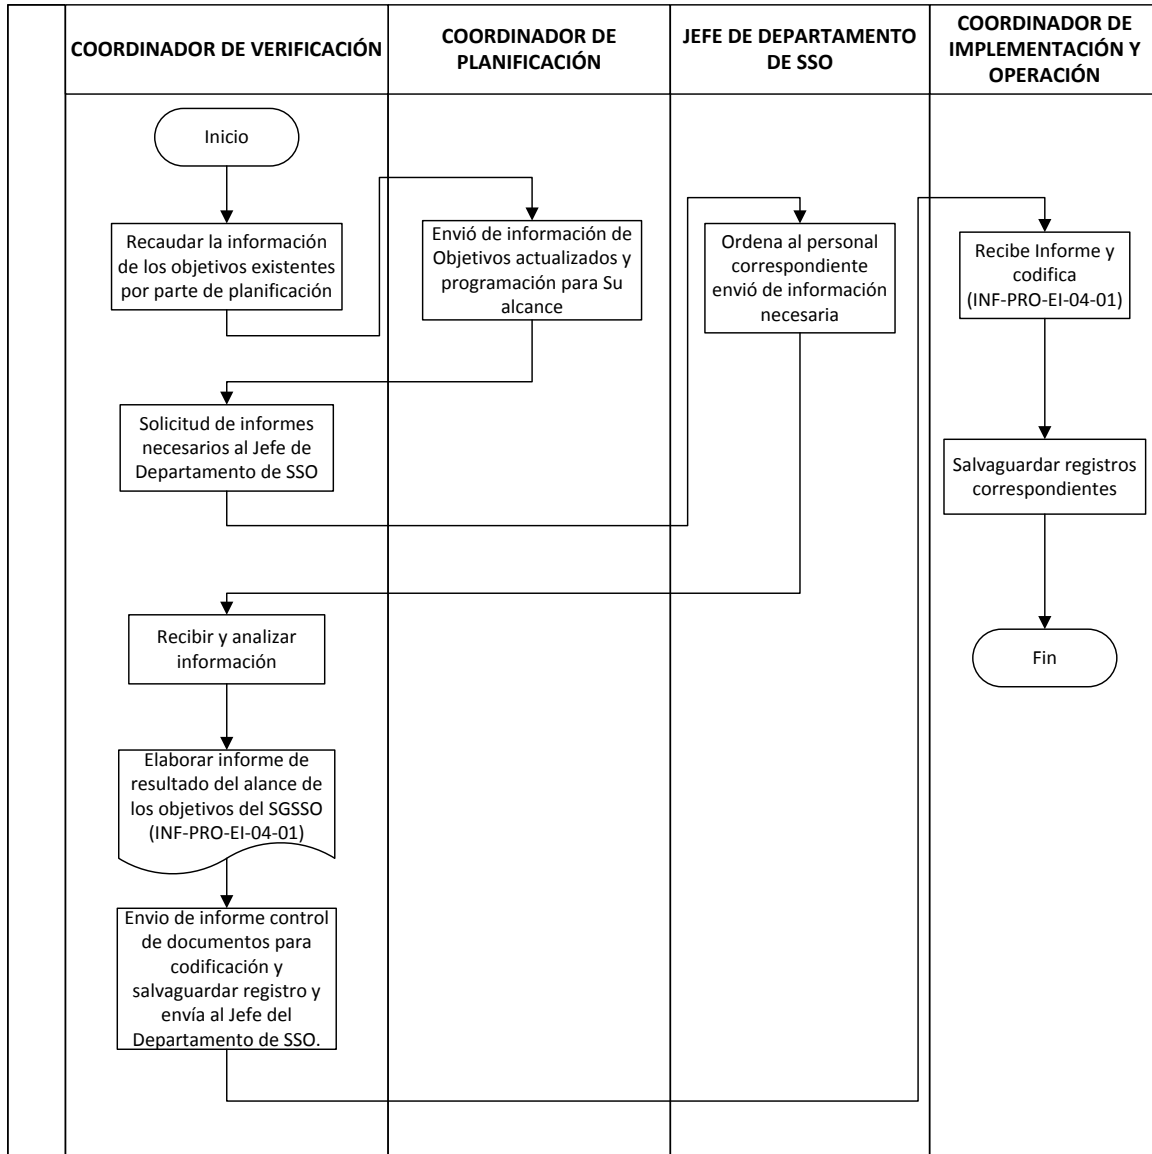 COORDINADOR DE VERIFICACIÓN
COORDINADOR DE
PLANIFICACIÓN
JEFE DE DEPARTAMENTO
DE SSO
COORDINADOR DE
IMPLEMENTACIÓN Y
OPERACIÓN
Inicio
Recaudar la información
de los objetivos existentes
por parte de planificación
Envió de información de
Objetivos actualizados y
programación para Su
alcance
Solicitud de informes
necesarios al Jefe de
Departamento de SSO
Ordena al personal
correspondiente
envió de información
necesaria
Recibir y analizar
información
Elaborar informe de
resultado del alance de
los objetivos del SGSSO
(INF-PRO-EI-04-01)
Envio de informe control
de documentos para
codificación y
salvaguardar registro y
envía al Jefe del
Departamento de SSO.
Recibe Informe y
codifica
(INF-PRO-EI-04-01)
Salvaguardar registros
correspondientes
Fin